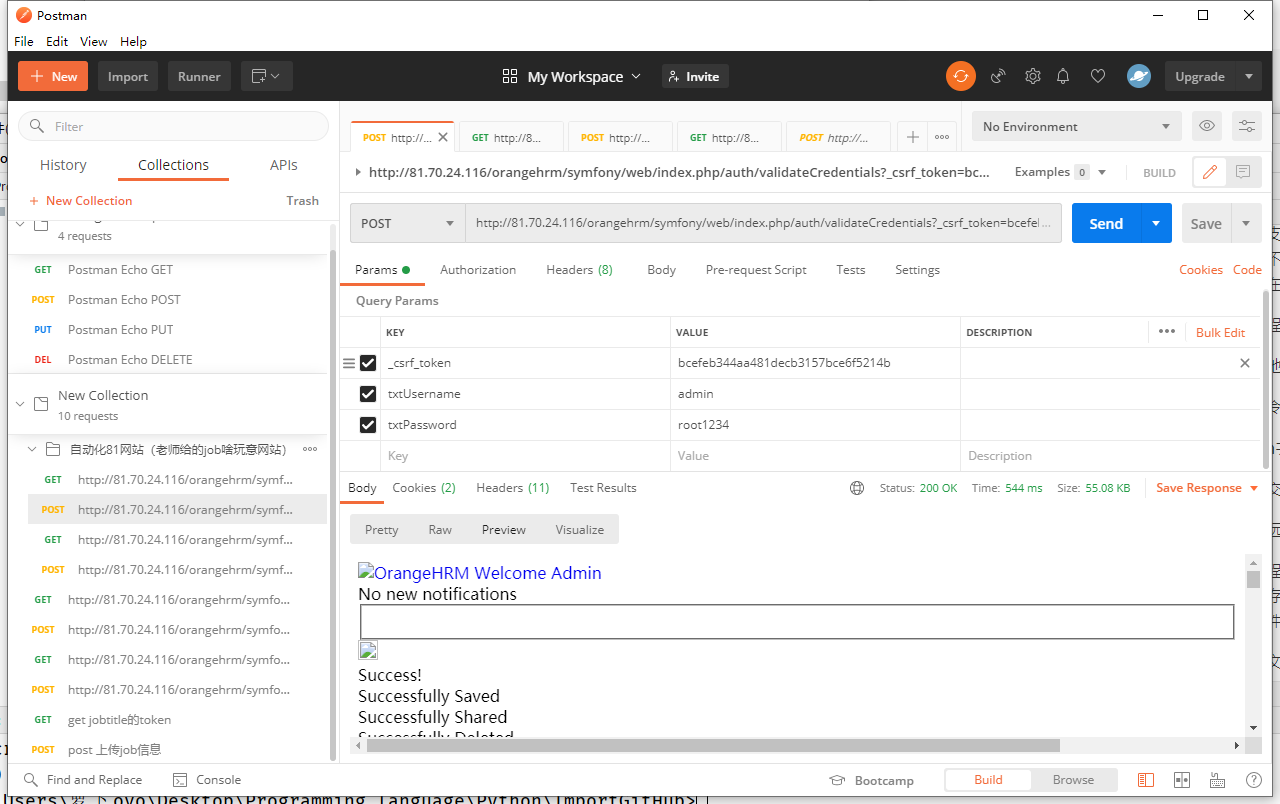 Postman
File Edit View Help
+ New Import Runner My Workspace Invite Upgrade
Filter
History Collections APIs
+ New Collection Trash
4 requests
GET Postman Echo GET
POST Postman Echo POST
PUT Postman Echo PUT
DEL Postman Echo DELETE
New Collection
10 requests
自动化81网站（老师给的job啥玩意网站）
GET http://81.70.24.116/orangehrm/symf...
POST http://81.70.24.116/orangehrm/symf...
GET http://81.70.24.116/orangehrm/symf...
POST http://81.70.24.116/orangehrm/symf...
GET http://81.70.24.116/orangehrm/symfo...
POST http://81.70.24.116/orangehrm/symfo...
GET http://81.70.24.116/orangehrm/symfo...
POST http://81.70.24.116/orangehrm/symfo...
GET get jobtitle的token
POST post 上传job信息
POST http://... GET http://8... POST http://... GET http://8... POST http://...
No Environment
http://81.70.24.116/orangehrm/symfony/web/index.php/auth/validateCredentials?_csrf_token=bc...
Examples 0 BUILD
POST http://81.70.24.116/orangehrm/symfony/web/index.php/auth/validateCredentials?_csrf_token=bcefel... Send Save
Params Authorization Headers (8) Body Pre-request Script Tests Settings Cookies Code
Query Params
KEY VALUE DESCRIPTION Bulk Edit
_csrf_token bcefeb344aa481decb3157bce6f5214b
txtUsername admin
txtPassword root1234
Key Value Description
Body Cookies (2) Headers (11) Test Results Status: 200 OK Time: 544 ms Size: 55.08 KB Save Response
Pretty Raw Preview Visualize
OrangeHRM Welcome Admin
No new notifications
Success!
Successfully Saved
Successfully Shared
Successfully Deleted
Find and Replace Console Bootcamp Build Browse
ovo\Desktop\Programming_language\Python\ImportGitHub>